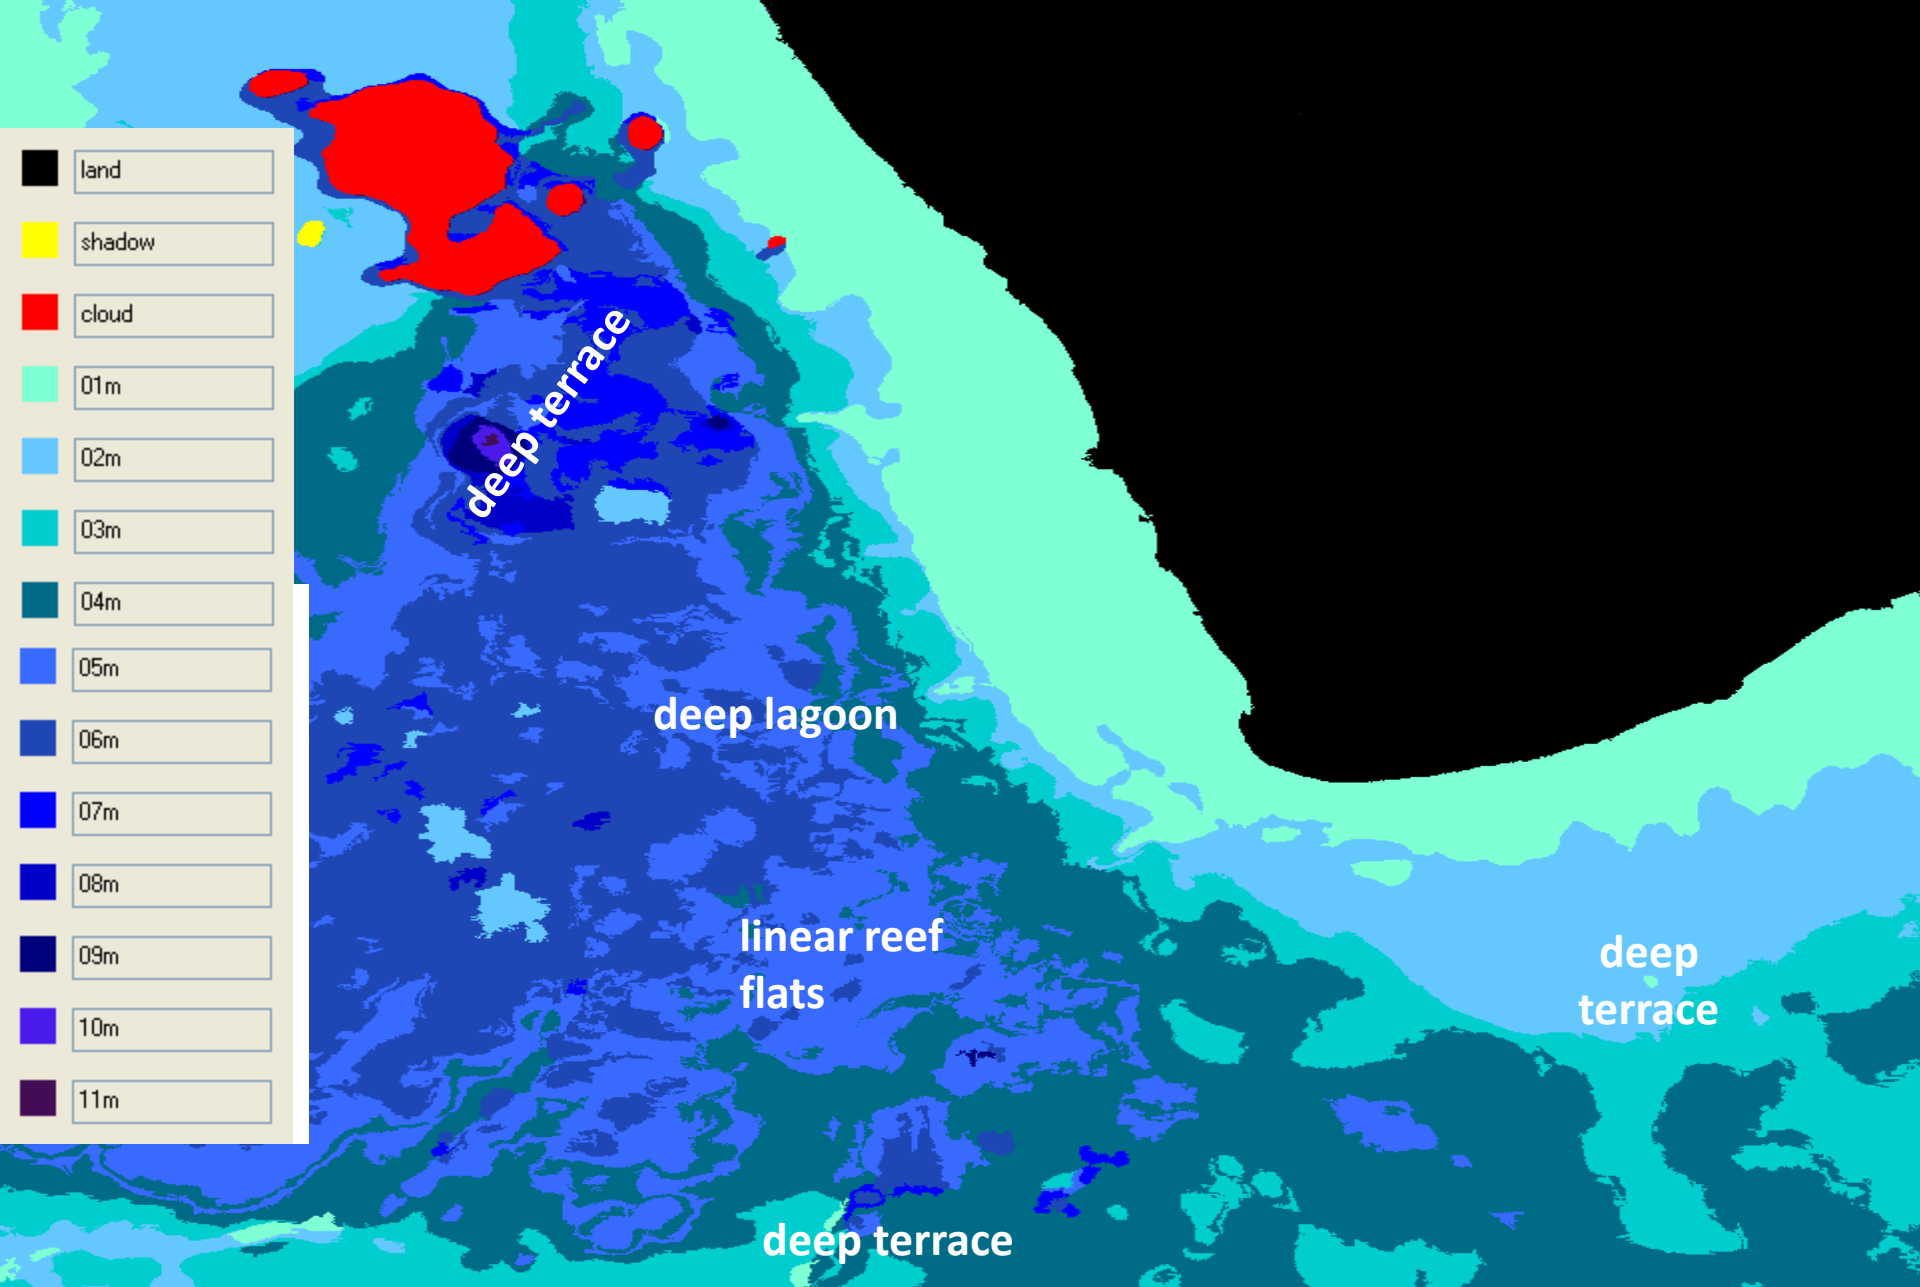 land
shadow
cloud
01m
02m
03m
04m
05m
06m
07m
08m
09m
10m
11m
deep terrace
deep lagoon
linear reef
flats
deep
terrace
deep terrace